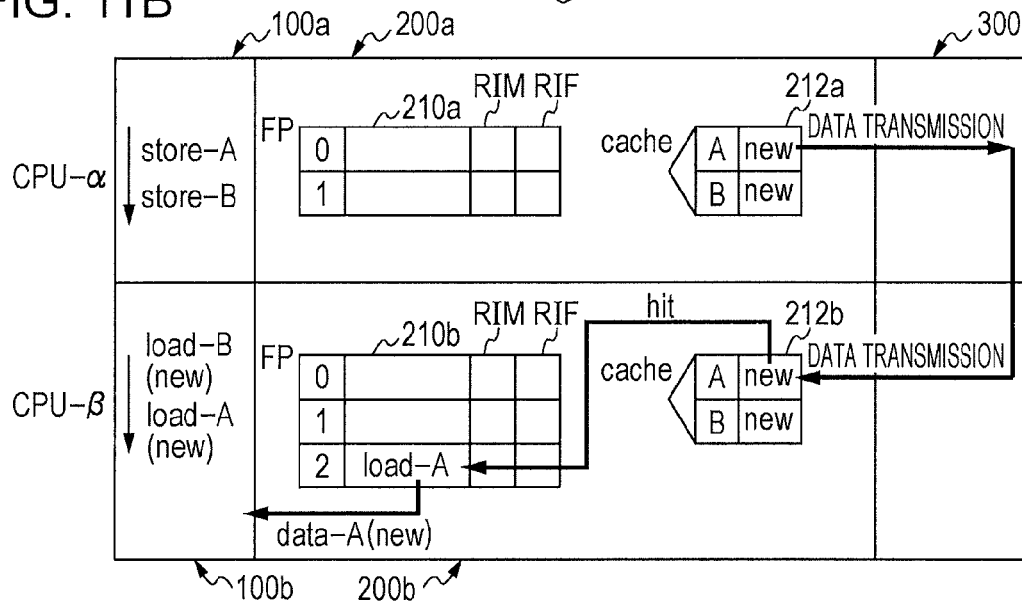 FIG. 11B
100a
200a
300
CPU-α
store-A
store-B
FP
210a
RIM
RIF
0
1
cache
212a
A
new
B
new
DATA TRANSMISSION
CPU-β
load-B
(new)
load-A
(new)
FP
210b
RIM
RIF
0
1
2
load-A
data-A(new)
hit
cache
212b
A
new
B
new
DATA TRANSMISSION
100b
200b